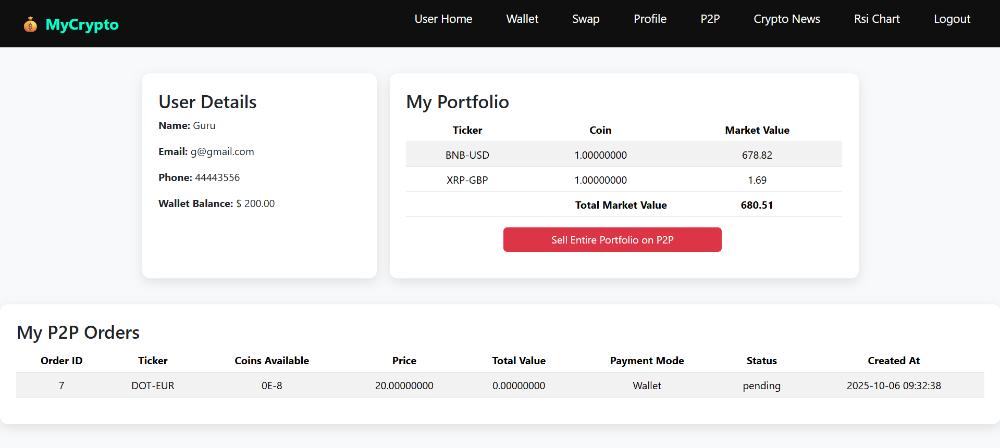 MyCrypto User Home Wallet Swap Profile P2P Crypto News Rsi Chart Logout
User Details
Name: Guru
Email: g@gmail.com
Phone: 44443556
Wallet Balance: $ 200.00
My Portfolio
Ticker Coin Market Value
BNB-USD 1.00000000 678.82
XRP-GBP 1.00000000 1.69
Total Market Value 680.51
Sell Entire Portfolio on P2P
My P2P Orders
Order ID Ticker Coins Available Price Total Value Payment Mode Status Created At
7 DOT-EUR 0E-8 20.00000000 0.00000000 Wallet pending 2025-10-06 09:32:38